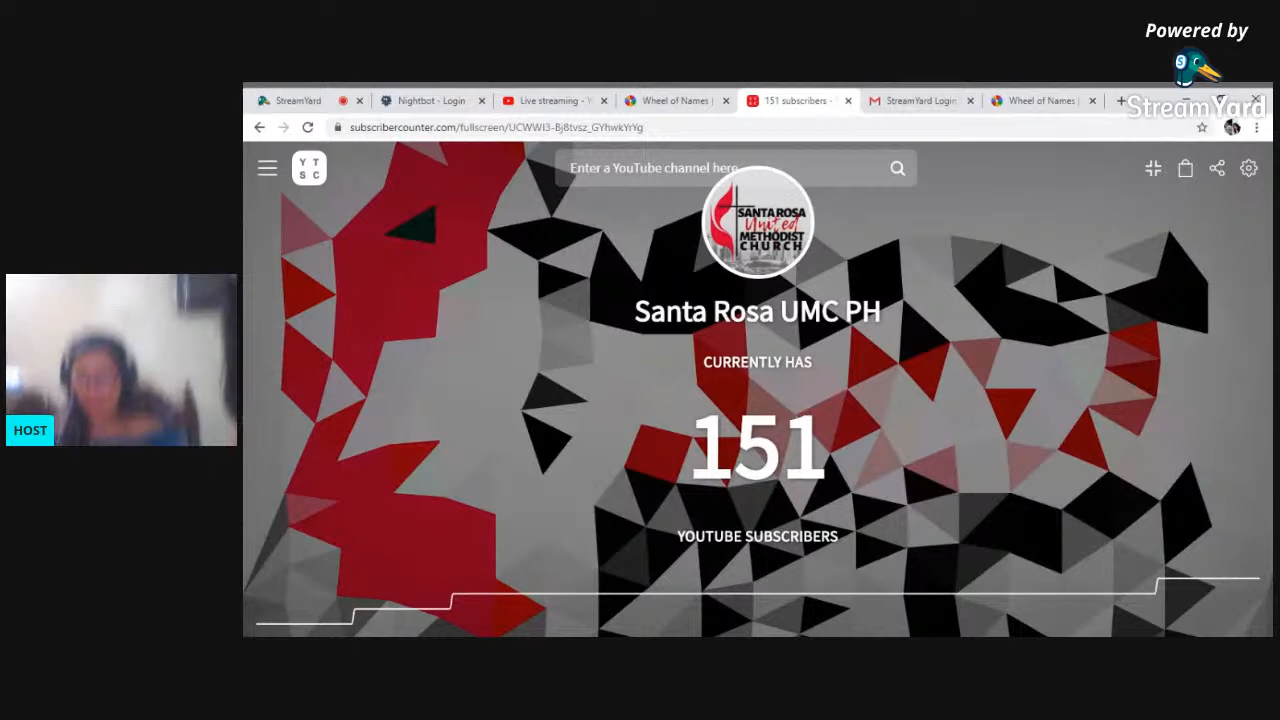 Powered by
StreamYard
StreamYard
Nightbot - Login
Live streaming - Y
Wheel of Names |
151 subscribers -
StreamYard Login
Wheel of Names |
subscribercounter.com/fullscreen/UCWWI3-Bj8tvsz_GYhwkYrYg
Y T
S C
Enter a YouTube channel here
SANTA ROSA
United
METHODIST
CHURCH
Santa Rosa UMC PH
CURRENTLY HAS
151
YOUTUBE SUBSCRIBERS
HOST